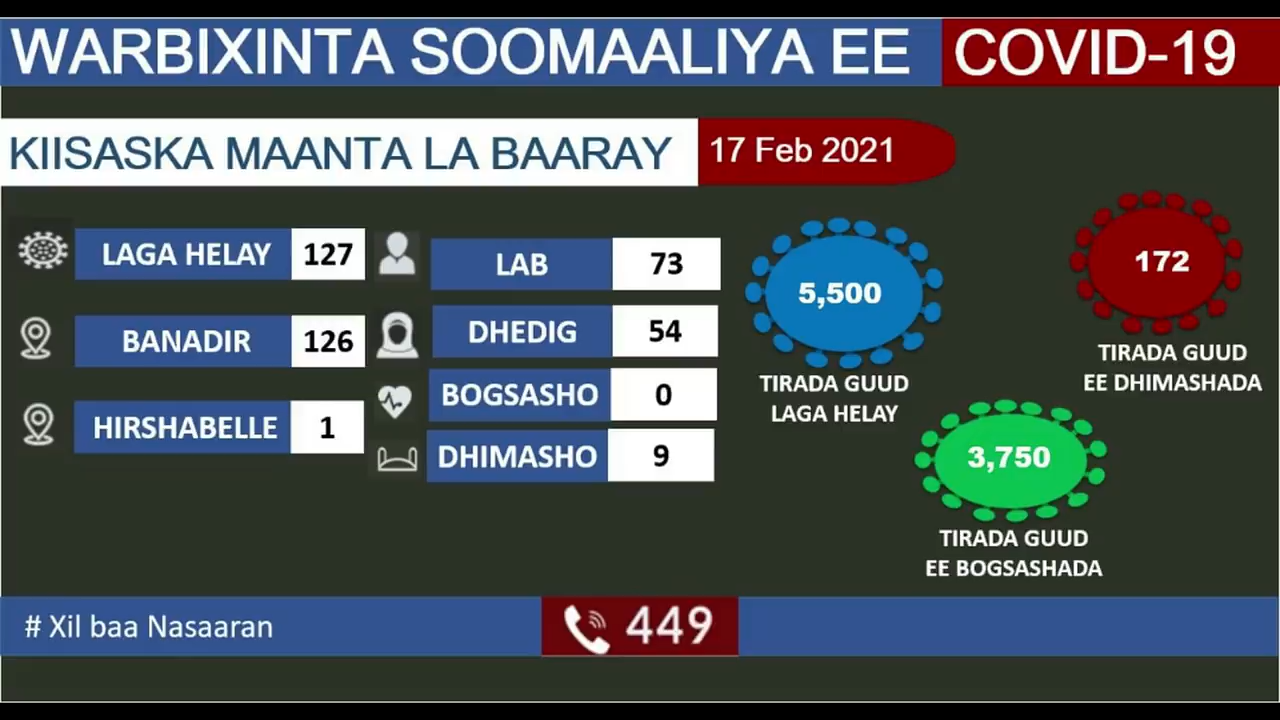 WARBIXINTA SOOMAALIYA EE COVID-19
KIISASKA MAANTA LA BAARAY 17 Feb 2021
LAGA HELAY 127
BANADIR 126
HIRSHABELLE 1
LAB 73
DHEDIG 54
BOGSASHO 0
DHIMASHO 9
5,500
TIRADA GUUD
LAGA HELAY
172
TIRADA GUUD
EE DHIMASHADA
3,750
TIRADA GUUD
EE BOGSASHADA
# Xil baa Nasaaran
449